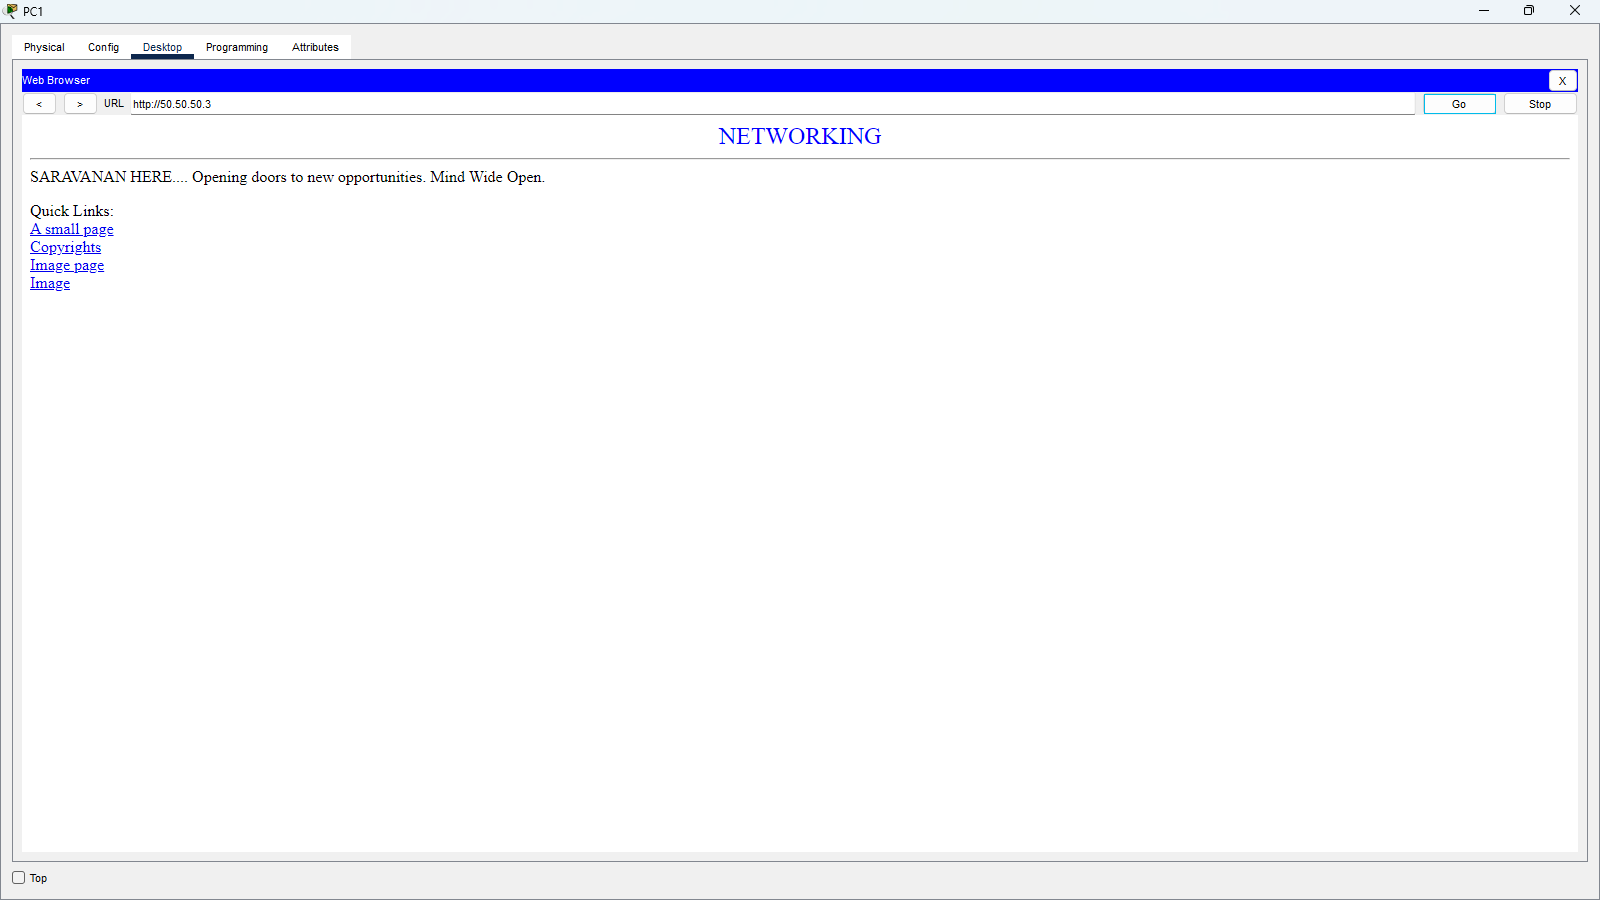 PC1
Physical Config Desktop Programming Attributes
Web Browser X
< > URL http://50.50.50.3 Go Stop
NETWORKING
SARAVANAN HERE.... Opening doors to new opportunities. Mind Wide Open.
Quick Links:
A small page
Copyrights
Image page
Image
Top